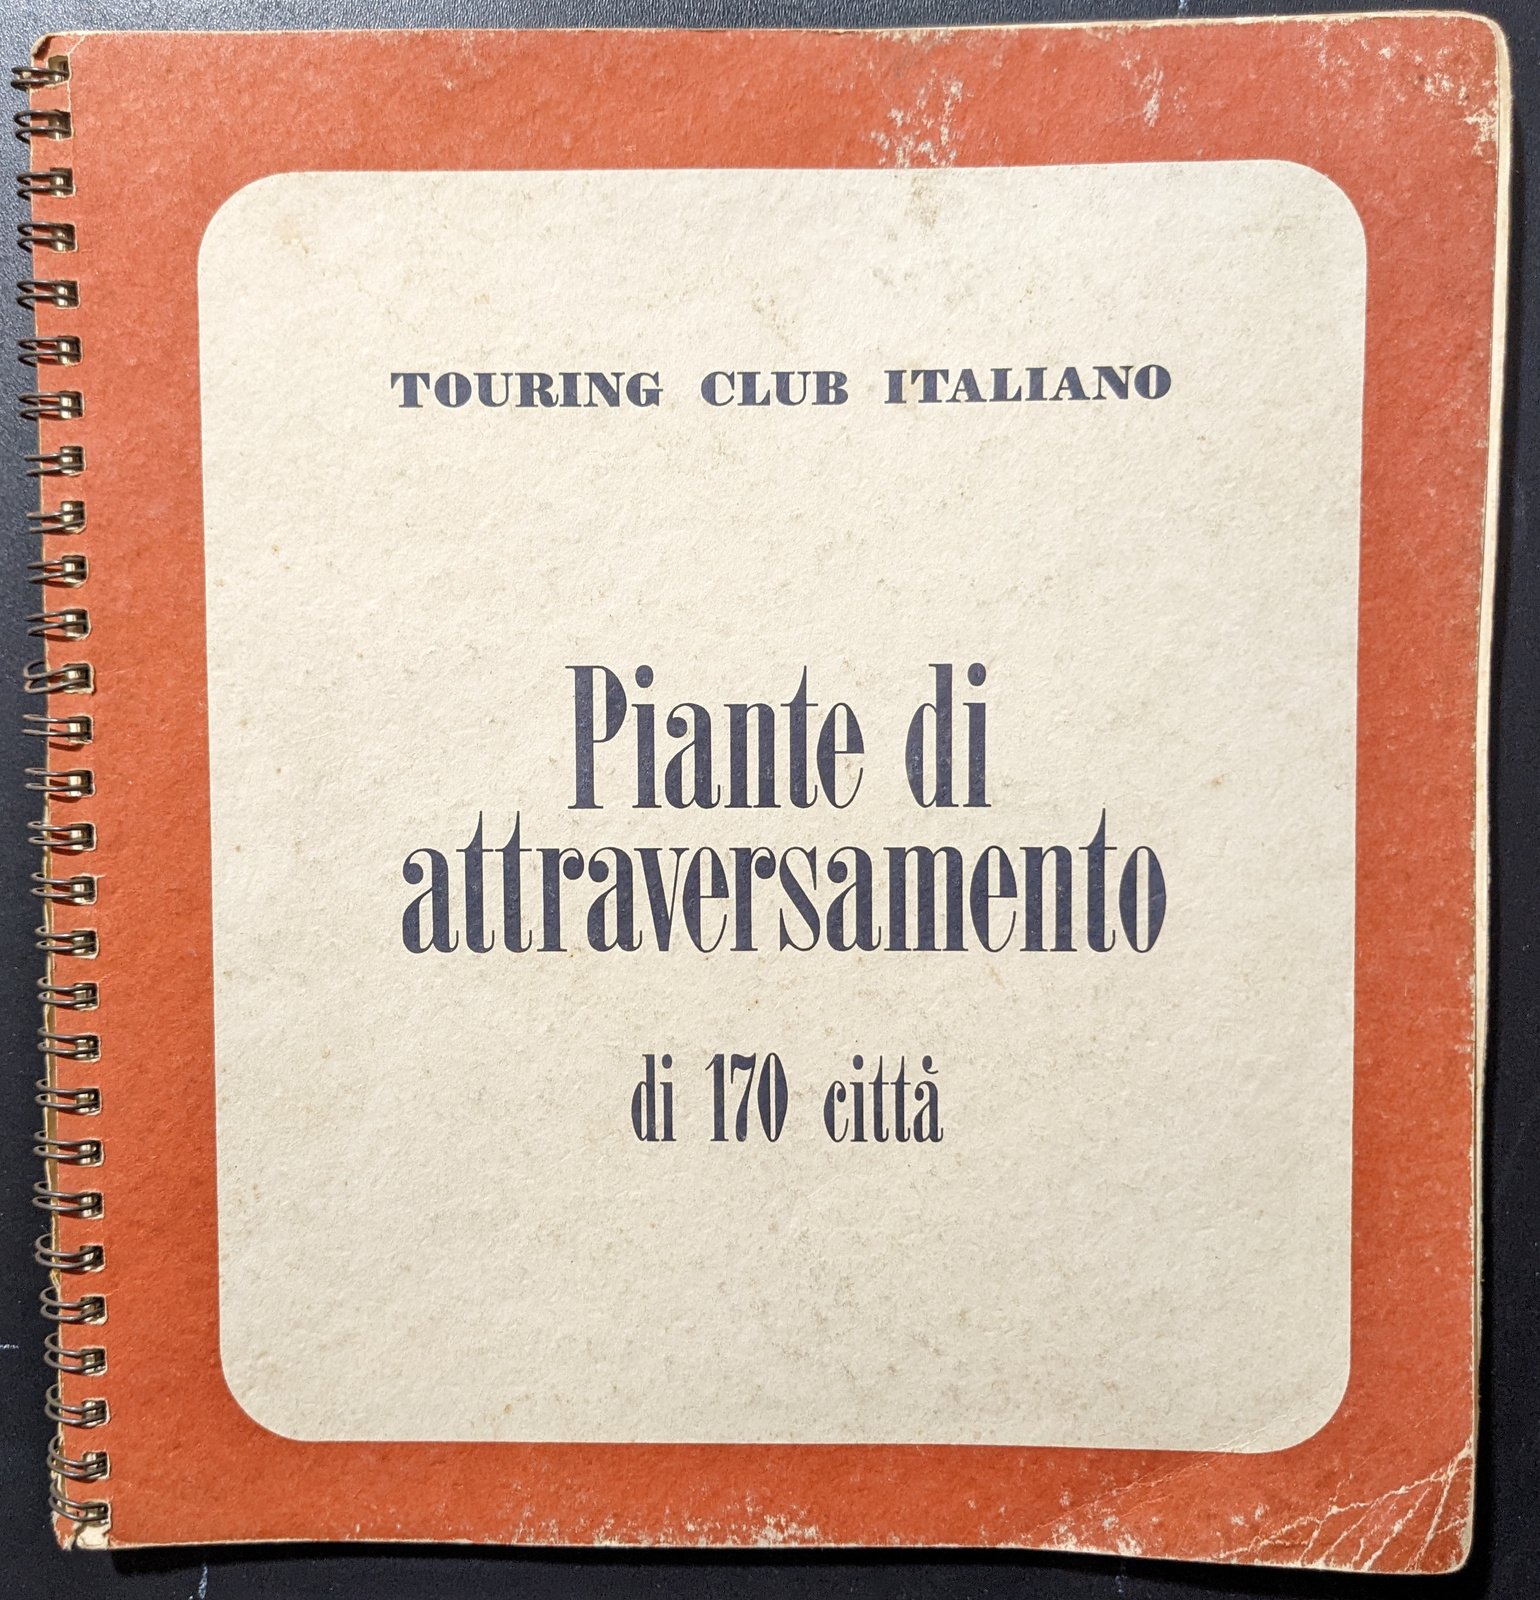 TOURING CLUB ITALIANO
Piante di
attraversamento
di 170 città